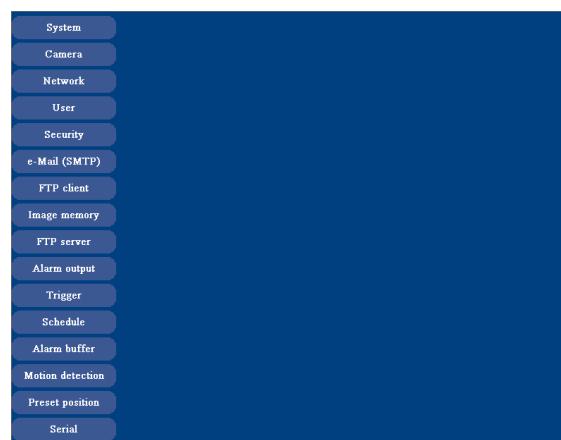 System
Camera
Network
User
Security
e-Mail (SMTP)
FTP client
Image memory
FTP server
Alarm output
Trigger
Schedule
Alarm buffer
Motion detection
Preset position
Serial